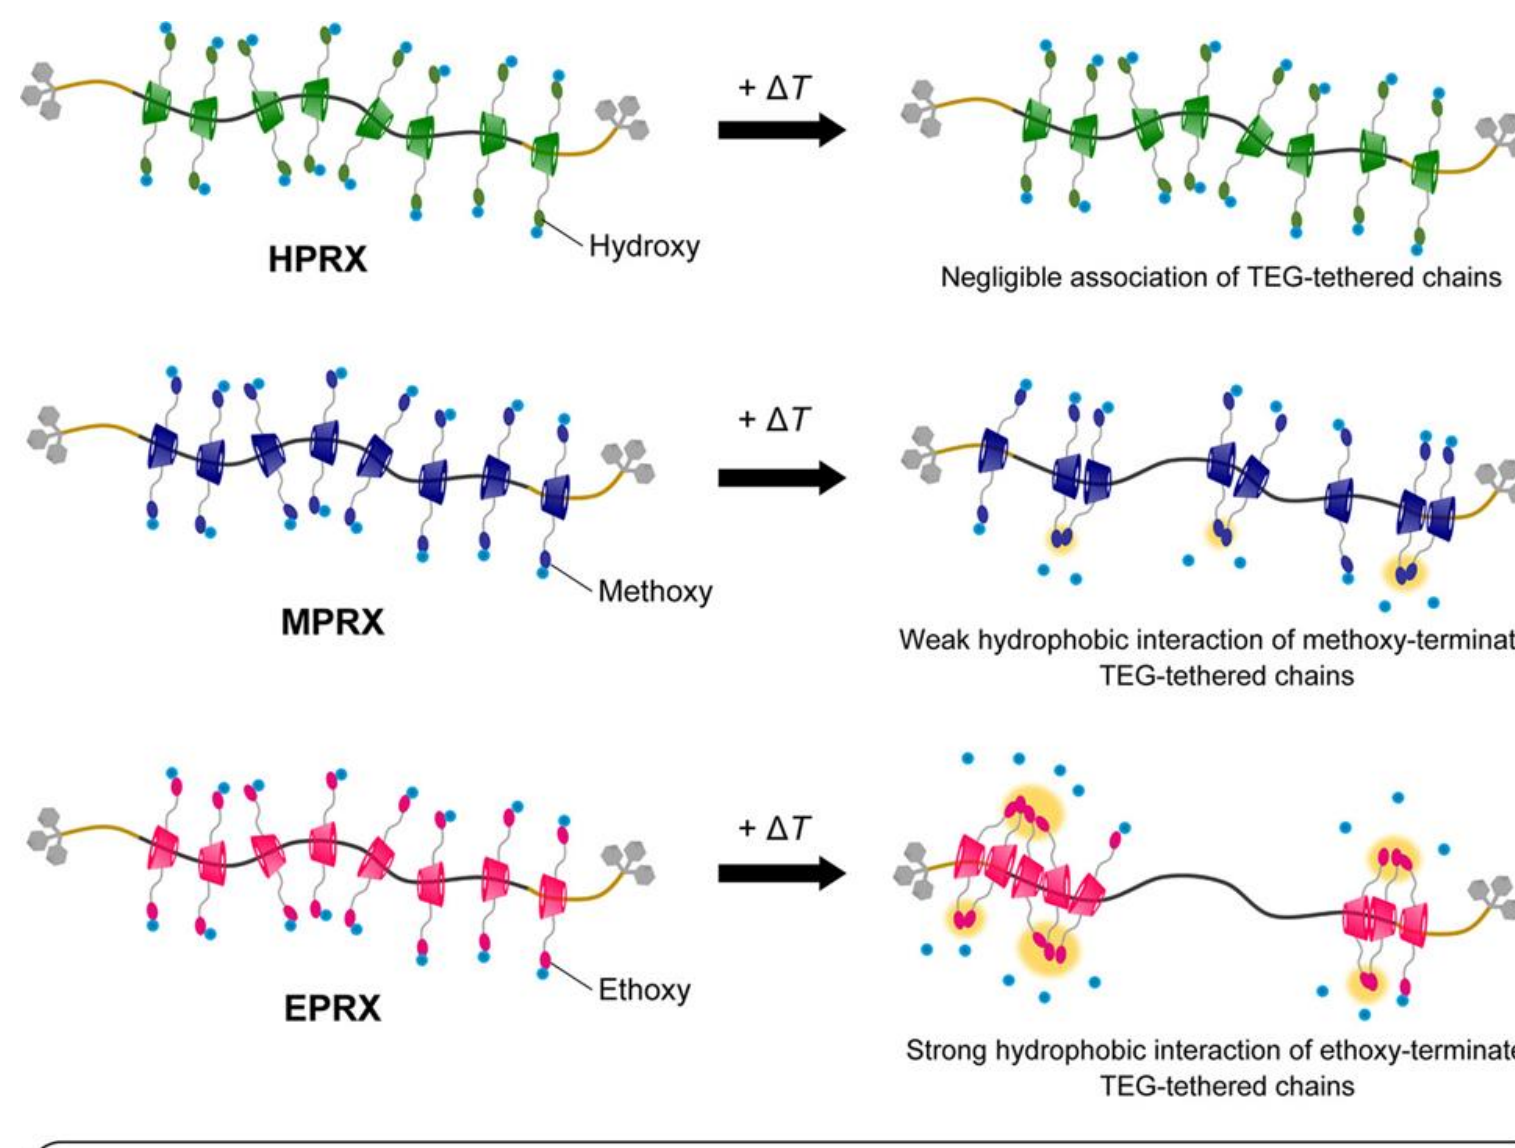 + ΔT
Hydroxy
HPRX
Negligible association of TEG-tethered chains
+ ΔT
Methoxy
MPRX
Weak hydrophobic interaction of methoxy-terminat
TEG-tethered chains
+ ΔT
Ethoxy
EPRX
Strong hydrophobic interaction of ethoxy-terminate
TEG-tethered chains